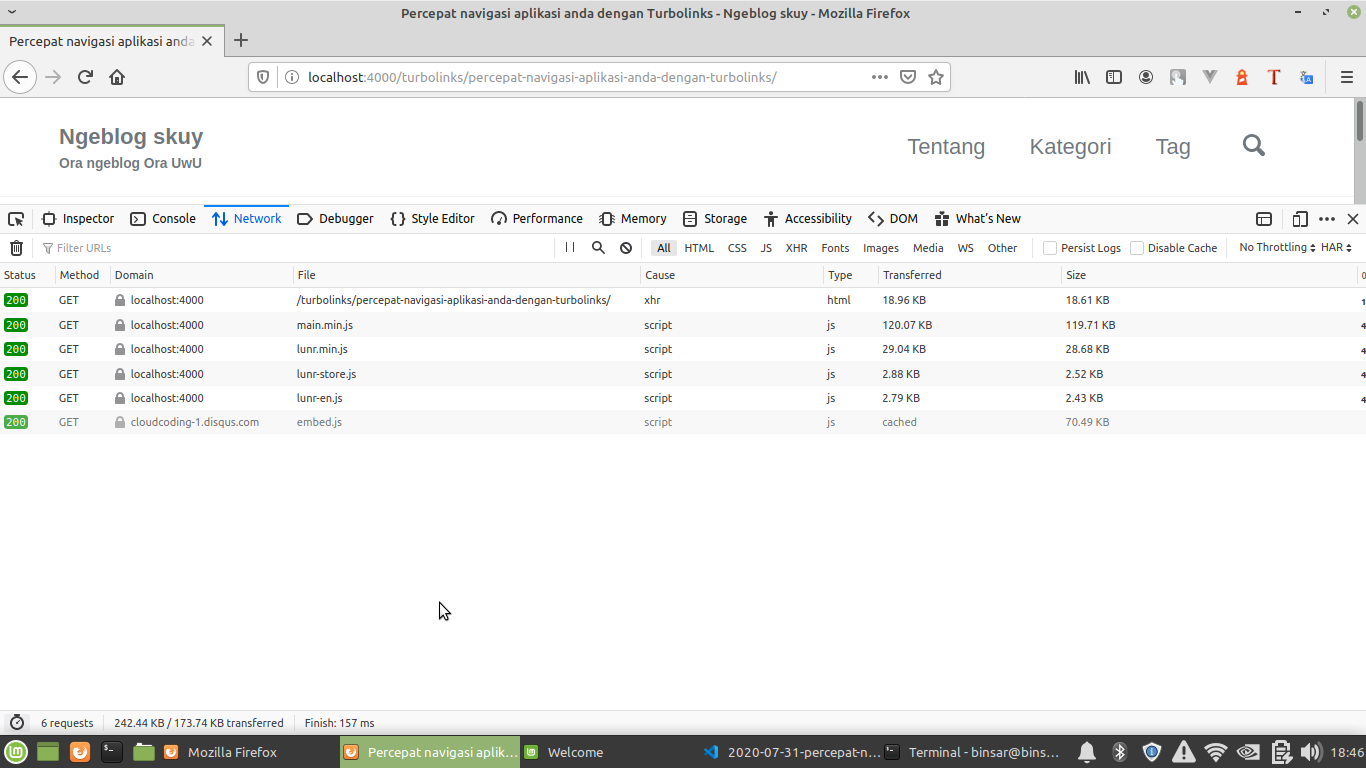 Percepat navigasi aplikasi anda dengan Turbolinks - Ngeblog skuy - Mozilla Firefox
Percepat navigasi aplikasi anda
localhost:4000/turbolinks/percepat-navigasi-aplikasi-anda-dengan-turbolinks/
Ngeblog skuy
Ora ngeblog Ora UwU
Tentang Kategori Tag
Inspector Console Network Debugger Style Editor Performance Memory Storage Accessibility DOM What's New
Filter URLs All HTML CSS JS XHR Fonts Images Media WS Other Persist Logs Disable Cache No Throttling HAR
Status Method Domain File Cause Type Transferred Size
200 GET localhost:4000 /turbolinks/percepat-navigasi-aplikasi-anda-dengan-turbolinks/ xhr html 18.96 KB 18.61 KB
200 GET localhost:4000 main.min.js script js 120.07 KB 119.71 KB
200 GET localhost:4000 lunr.min.js script js 29.04 KB 28.68 KB
200 GET localhost:4000 lunr-store.js script js 2.88 KB 2.52 KB
200 GET localhost:4000 lunr-en.js script js 2.79 KB 2.43 KB
200 GET cloudcoding-1.disqus.com embed.js script js cached 70.49 KB
6 requests 242.44 KB / 173.74 KB transferred Finish: 157 ms
Mozilla Firefox Percepat navigasi aplik... Welcome 2020-07-31-percepat-n... Terminal - binsar@bins... 18:46